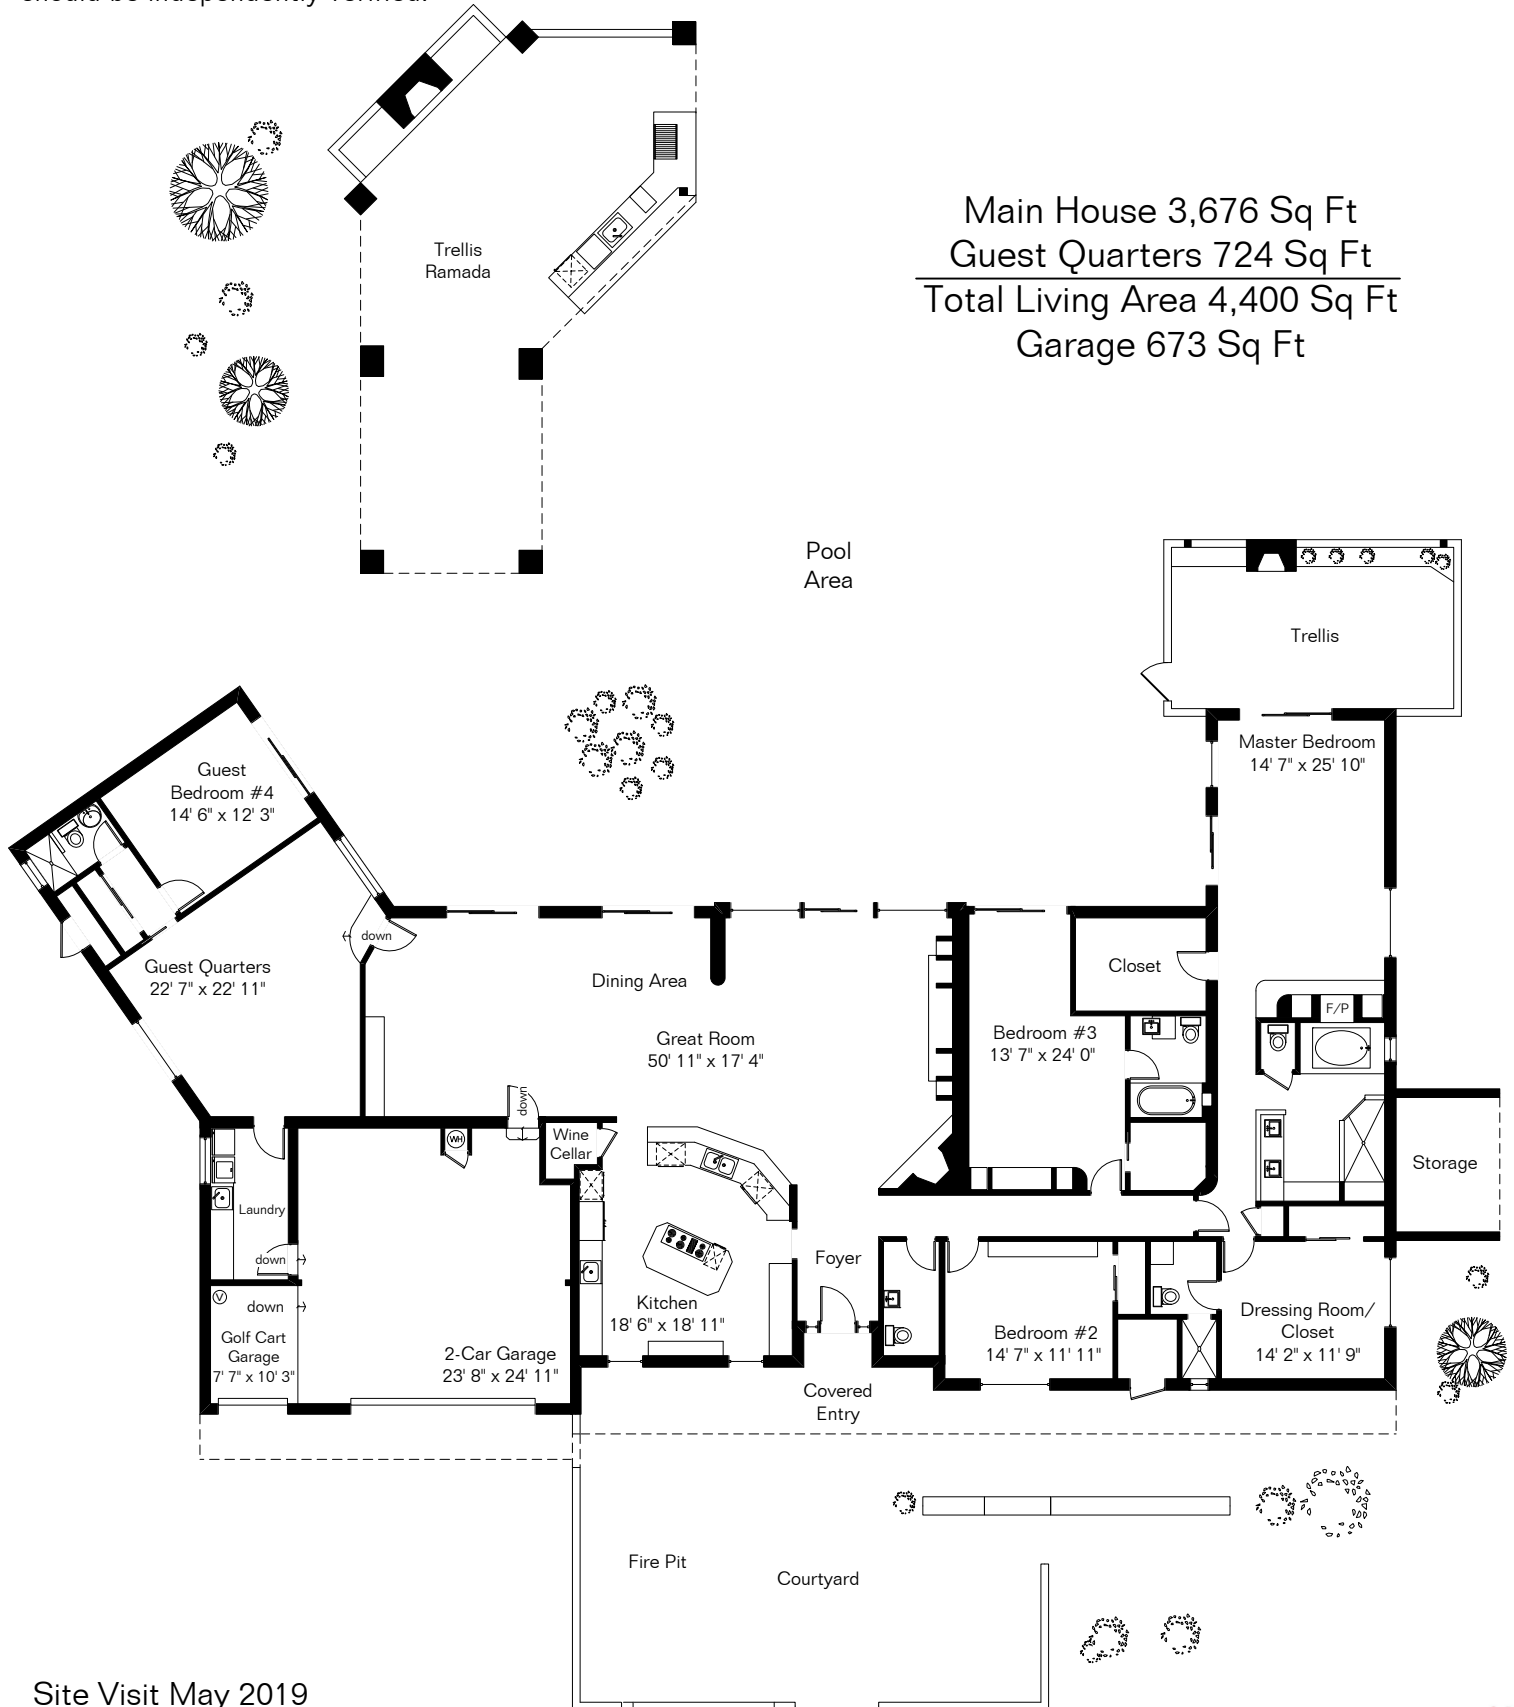 should be independently verified.
Main House 3,676 Sq Ft
Guest Quarters 724 Sq Ft
Total Living Area 4,400 Sq Ft
Garage 673 Sq Ft
Trellis
Ramada
Pool
Area
Trellis
Master Bedroom
14' 7" x 25' 10"
Guest
Bedroom #4
14' 6" x 12' 3"
down
Guest Quarters
22' 7" x 22' 11"
Dining Area
Closet
F/P
Great Room
50' 11" x 17' 4"
Bedroom #3
13' 7" x 24' 0"
down
WH
Wine
Cellar
Storage
Laundry
down
Foyer
V
down
Golf Cart
Garage
7' 7" x 10' 3"
Kitchen
18' 6" x 18' 11"
Dressing Room/
Closet
14' 2" x 11' 9"
Bedroom #2
14' 7" x 11' 11"
2-Car Garage
23' 8" x 24' 11"
Covered
Entry
Fire Pit
Courtyard
Site Visit May 2019